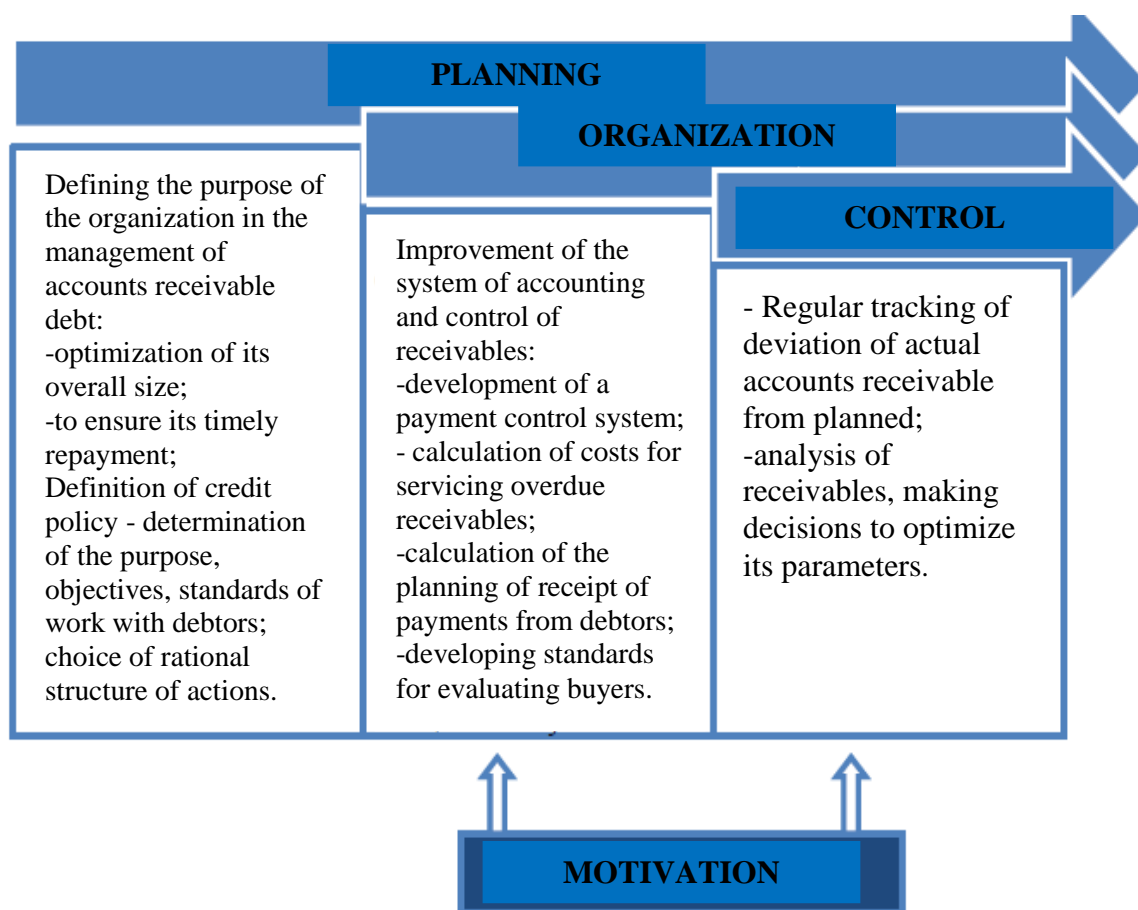 PLANNING
ORGANIZATION
CONTROL
Defining the purpose of
the organization in the
management of
accounts receivable
debt:
-optimization of its
overall size;
-to ensure its timely
repayment;
Definition of credit
policy - determination
of the purpose,
objectives, standards of
work with debtors;
choice of rational
structure of actions.
Improvement of the
system of accounting
and control of
receivables:
-development of a
payment control system;
- calculation of costs for
servicing overdue
receivables;
-calculation of the
planning of receipt of
payments from debtors;
-developing standards
for evaluating buyers.
- Regular tracking of
deviation of actual
accounts receivable
from planned;
-analysis of
receivables, making
decisions to optimize
its parameters.
MOTIVATION